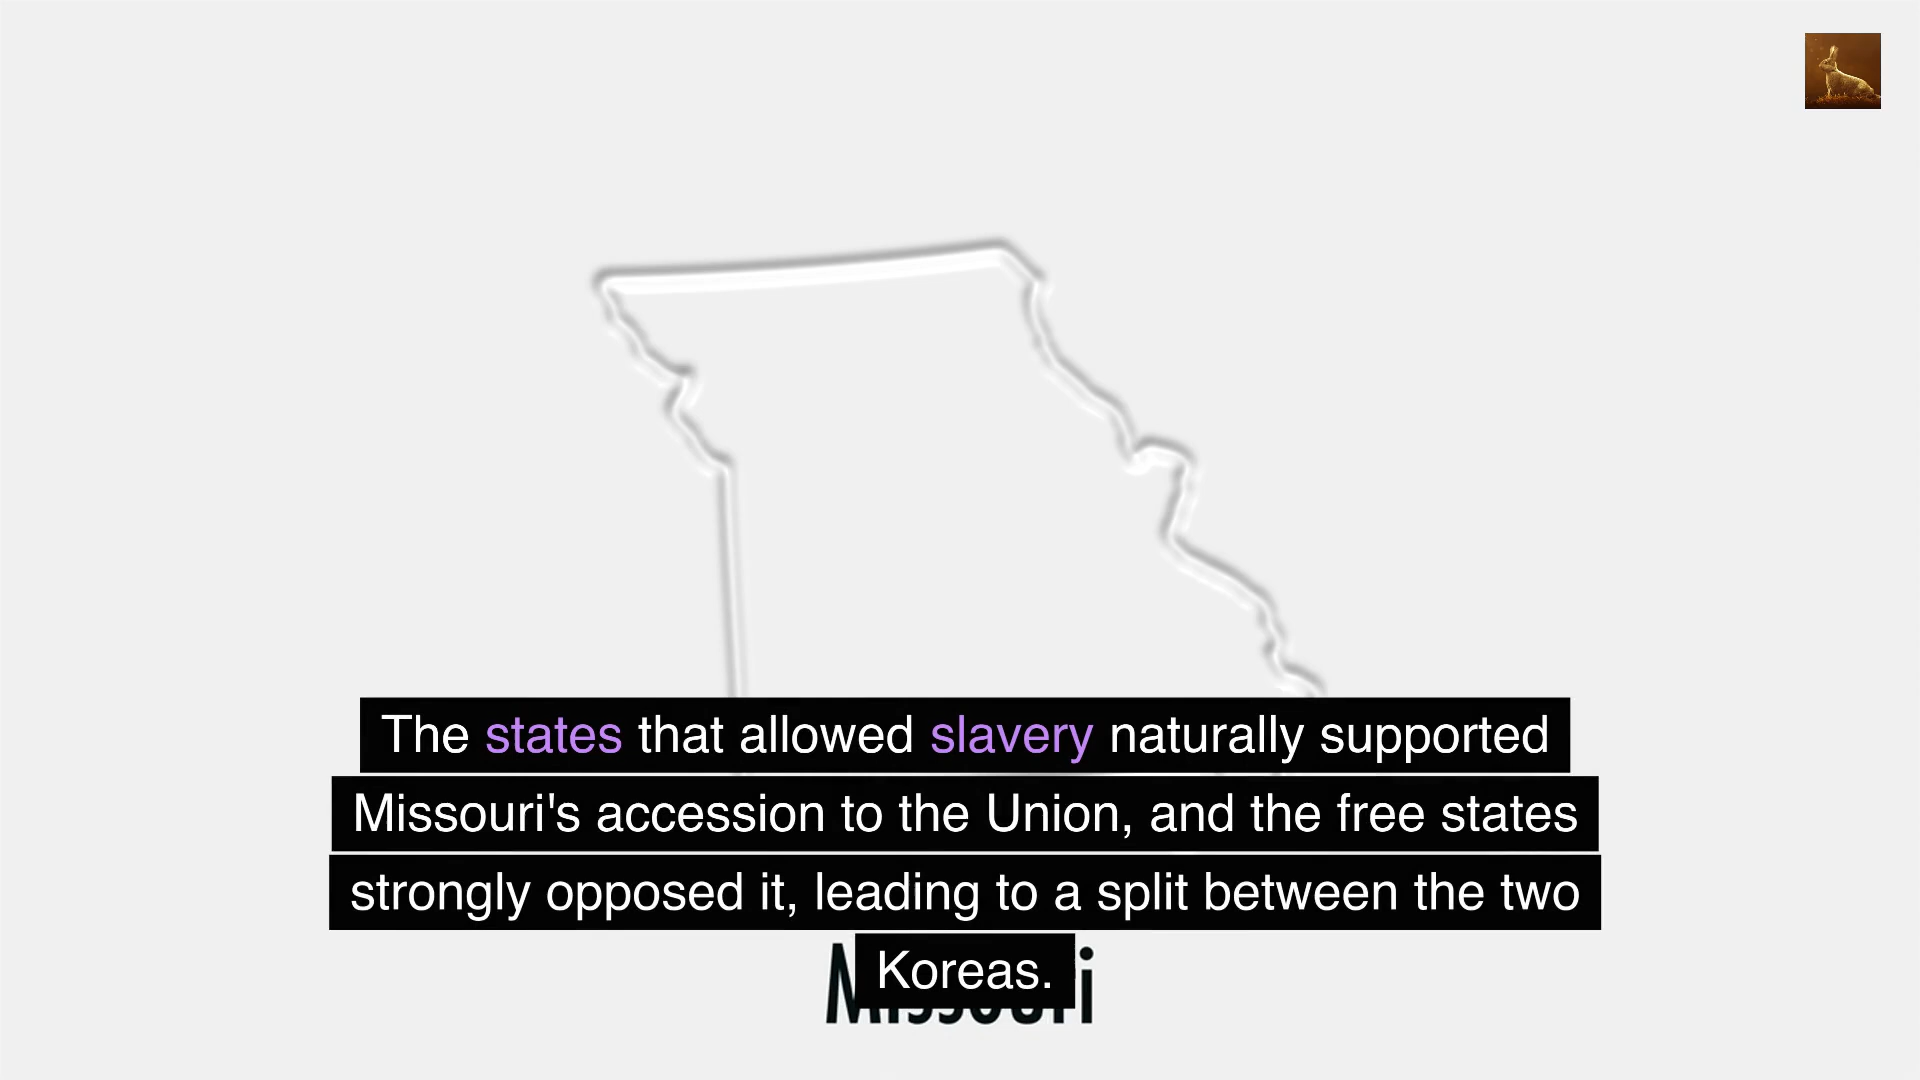 The states that allowed slavery naturally supported
Missouri's accession to the Union, and the free states
strongly opposed it, leading to a split between the two
Koreas.
Missouri